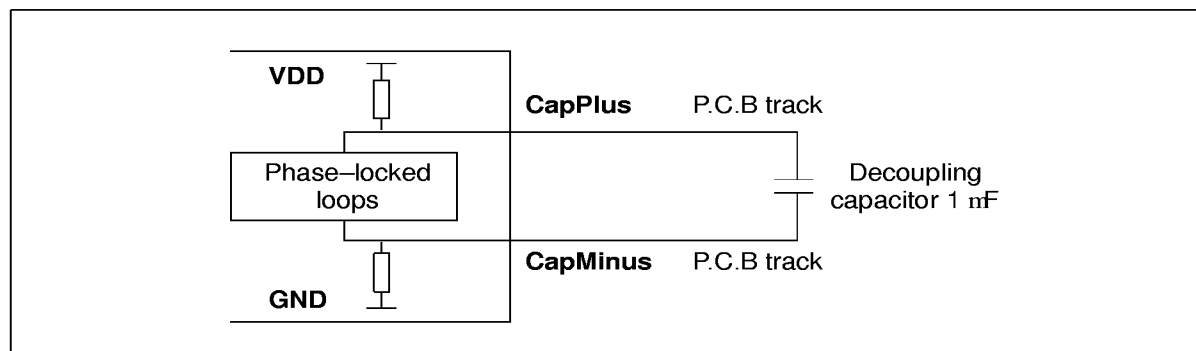 VDD
CapPlus
P.C.B track
Phase–locked
loops
Decoupling
capacitor 1 mF
CapMinus
P.C.B track
GND